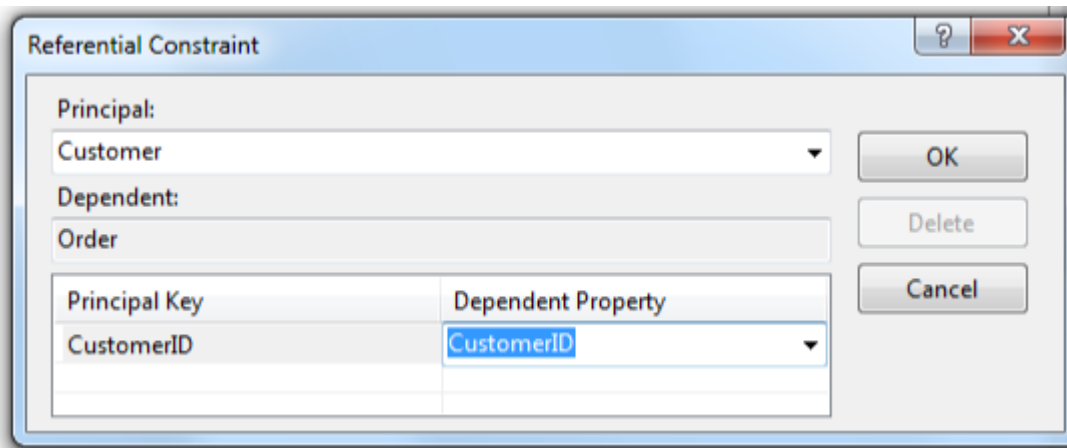 Referential Constraint
Principal:
Customer
OK
Dependent:
Order
Delete
Principal Key Dependent Property
Cancel
CustomerID CustomerID